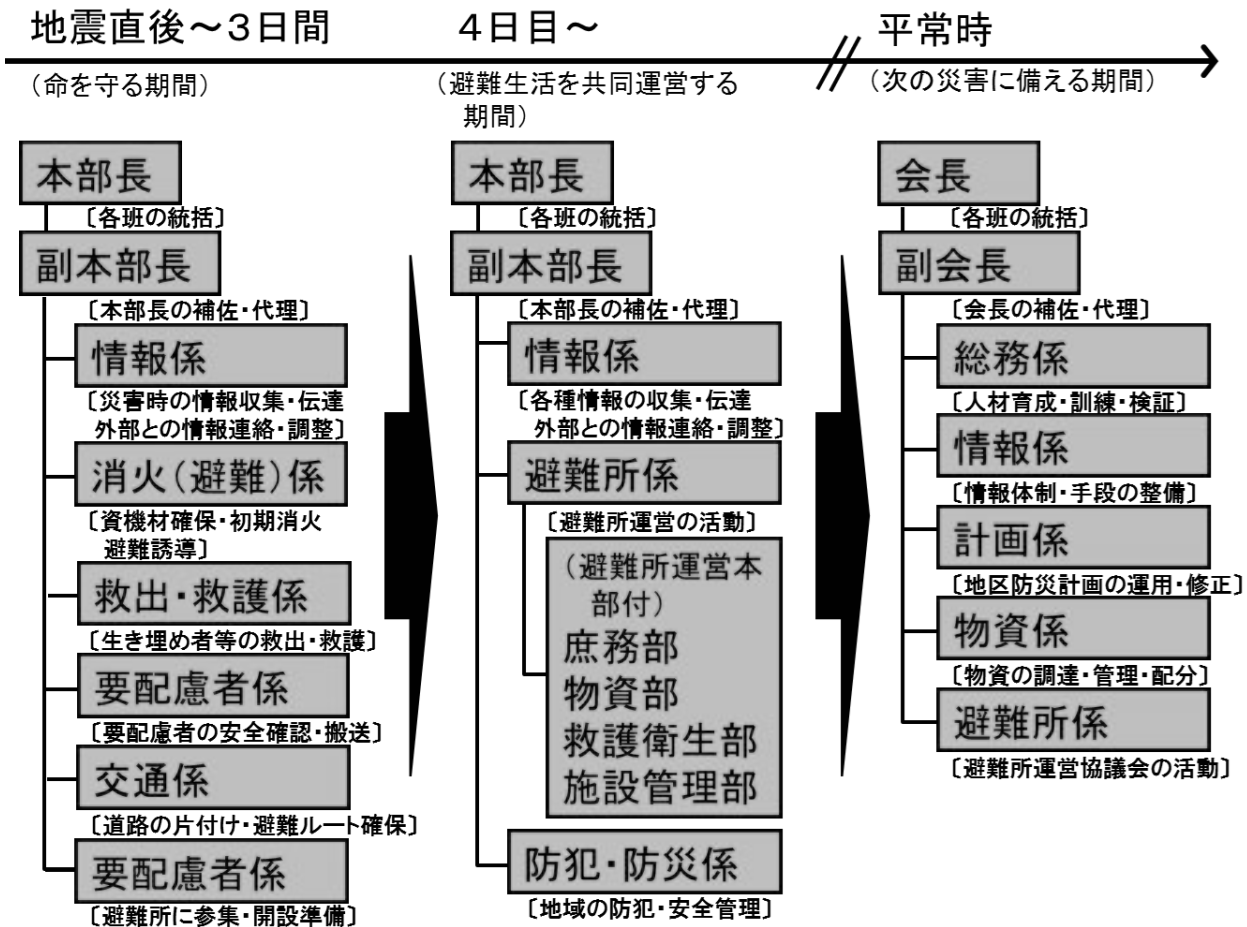 地震直後～3日間
（命を守る期間）
本部長
〔各班の統括〕
副本部長
〔本部長の補佐・代理〕
情報係
〔災害時の情報収集・伝達
外部との情報連絡・調整〕
消火（避難）係
〔資機材確保・初期消火
避難誘導〕
救出・救護係
〔生き埋め者等の救出・救護〕
要配慮者係
〔要配慮者の安全確認・搬送〕
交通係
〔道路の片付け・避難ルート確保〕
要配慮者係
〔避難所に参集・開設準備〕
4日目～
（避難生活を共同運営する
期間）
本部長
〔各班の統括〕
副本部長
〔本部長の補佐・代理〕
情報係
〔各種情報の収集・伝達
外部との情報連絡・調整〕
避難所係
〔避難所運営の活動〕
（避難所運営本
部付）
庶務部
物資部
救護衛生部
施設管理部
防犯・防災係
〔地域の防犯・安全管理〕
平常時
（次の災害に備える期間）
会長
〔各班の統括〕
副会長
〔会長の補佐・代理〕
総務係
〔人材育成・訓練・検証〕
情報係
〔情報体制・手段の整備〕
計画係
〔地区防災計画の運用・修正〕
物資係
〔物資の調達・管理・配分〕
避難所係
〔避難所運営協議会の活動〕